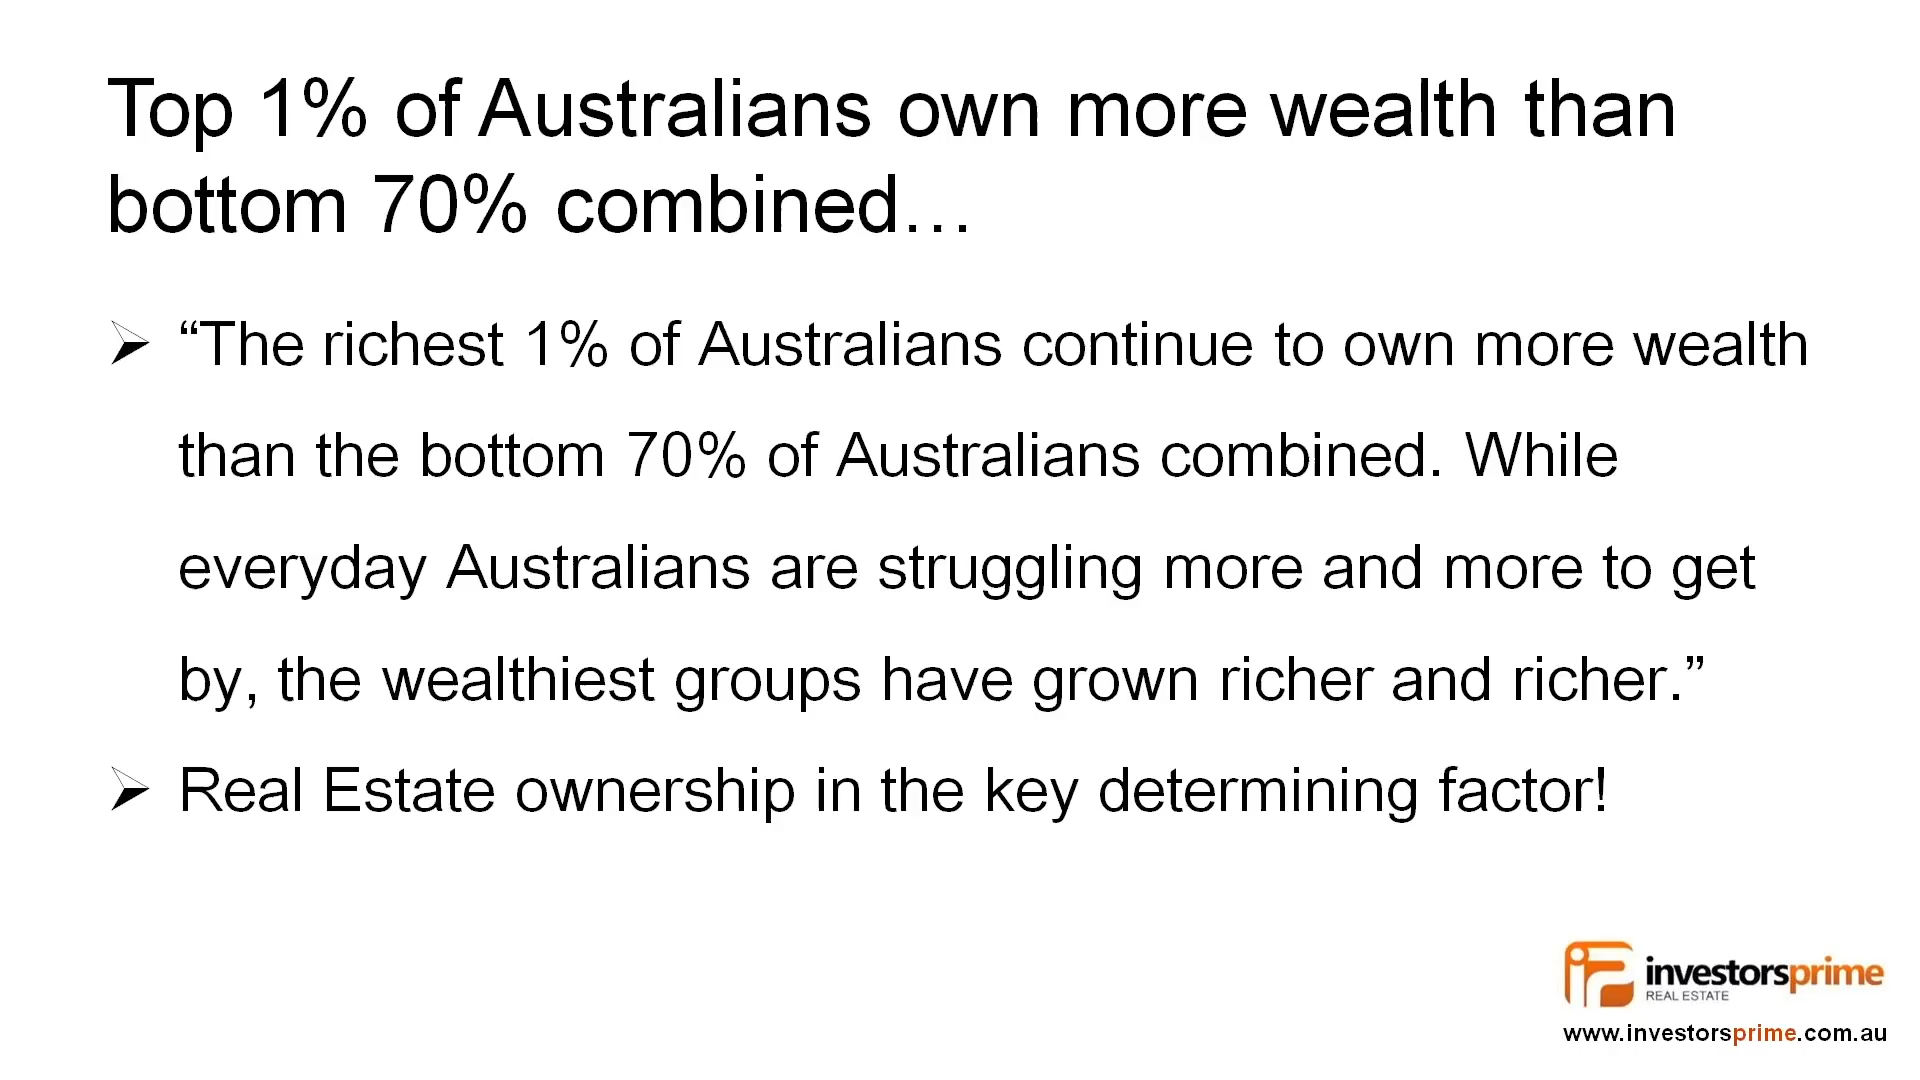 Top 1% of Australians own more wealth than
bottom 70% combined…
➢ “The richest 1% of Australians continue to own more wealth
than the bottom 70% of Australians combined. While
everyday Australians are struggling more and more to get
by, the wealthiest groups have grown richer and richer.”
➢ Real Estate ownership in the key determining factor!
investorsprime
REAL ESTATE
www.investorsprime.com.au